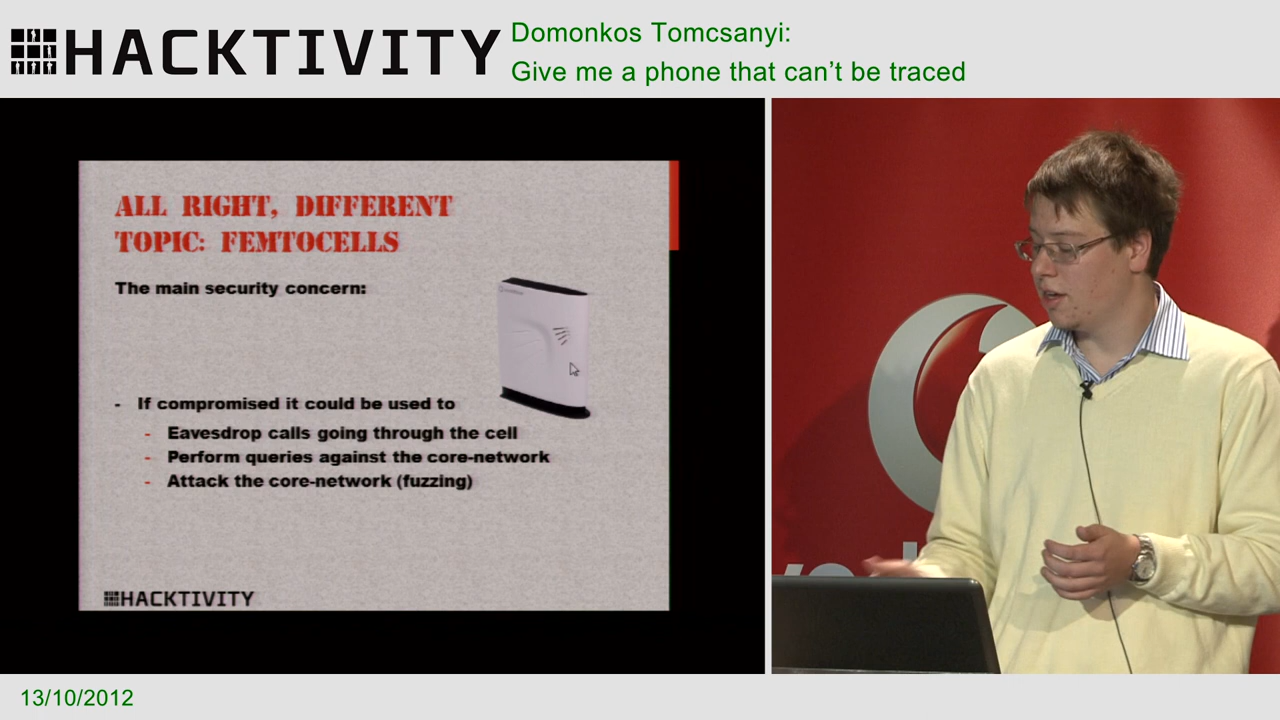 HACKTIVITY
Domonkos Tomcsanyi:
Give me a phone that can't be traced
ALL RIGHT, DIFFERENT
TOPIC: FEMTOCELLS
The main security concern:
- If compromised it could be used to
- Eavesdrop calls going through the cell
- Perform queries against the core-network
- Attack the core-network (fuzzing)
HACKTIVITY
13/10/2012